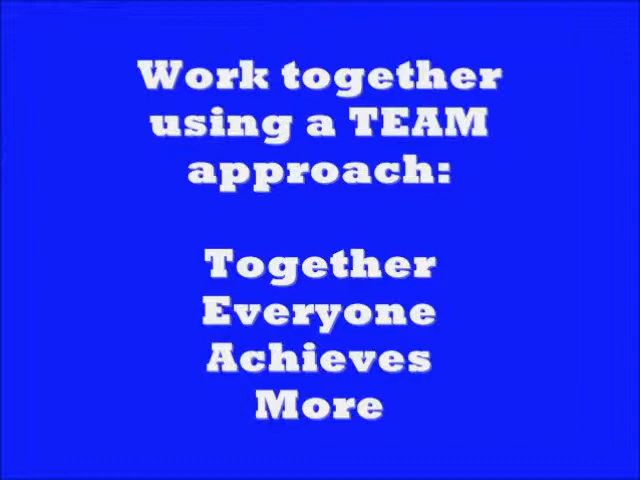 Work together
using a TEAM
approach:
Together
Everyone
Achieves
More